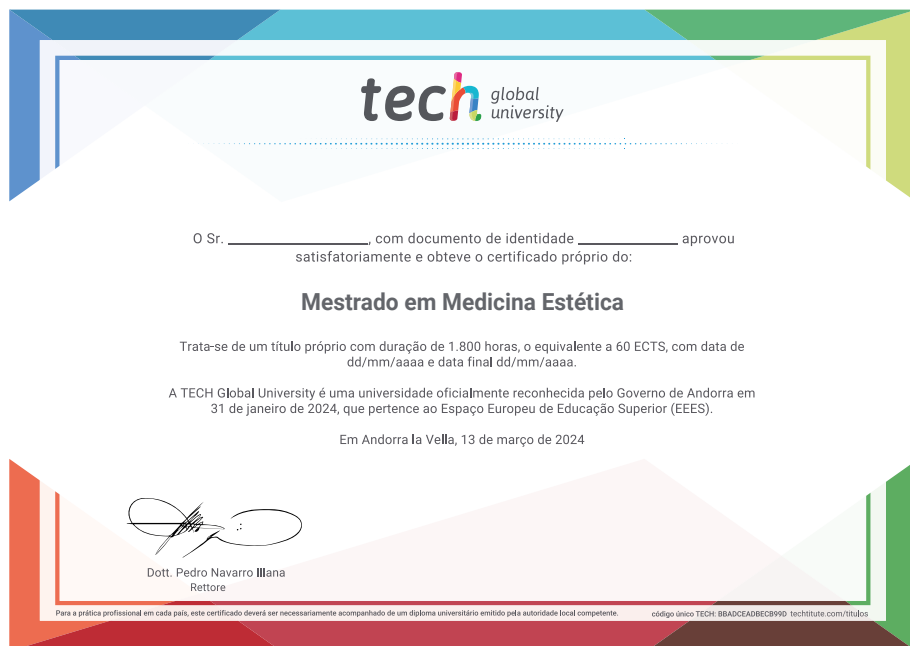 tech global
university
O Sr. ____________________, com documento de identidade ______________ aprovou
satisfatoriamente e obteve o certificado próprio do:
Mestrado em Medicina Estética
Trata-se de um título próprio com duração de 1.800 horas, o equivalente a 60 ECTS, com data de
dd/mm/aaaa e data final dd/mm/aaaa.
A TECH Global University é uma universidade oficialmente reconhecida pelo Governo de Andorra em
31 de janeiro de 2024, que pertence ao Espaço Europeu de Educação Superior (EEES).
Em Andorra la Vella, 13 de março de 2024
Dott. Pedro Navarro Illana
Rettore
Para a prática profissional em cada país, este certificado deverá ser necessariamente acompanhado de um diploma universitário emitido pela autoridade local competente.
código único TECH: BBADCEADBECB99D techtitute.com/titulos